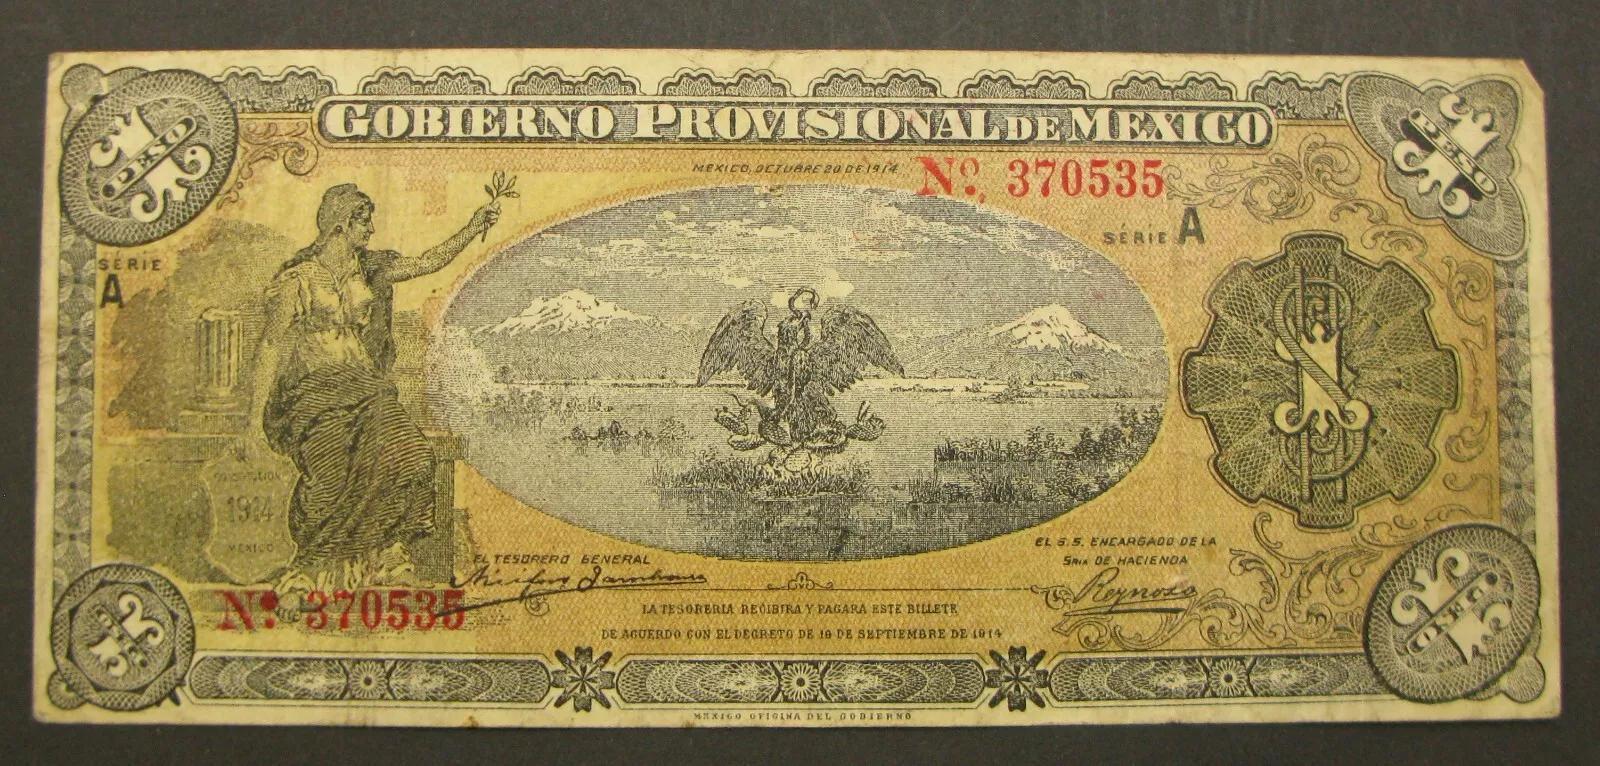 GOBIERNO PROVISIONAL DE MEXICO
1 PESO
1 PESO
MEXICO, OCTUBRE 20 DE 1914
No. 370535
SÉRIE A
SÉRIE
A
1914
MEXICO
EL TESORERO GENERAL
EL S.S. ENCARGADO DE LA
SRIA DE HACIENDA
Reynoso
No. 370535
LA TESORERIA RECIBIRA Y PAGARA ESTE BILLETE
DE ACUERDO CON EL DECRETO DE 19 DE SEPTIEMBRE DE 1914
1 PESO
1 PESO
MEXICO OFICINA DEL GOBIERNO